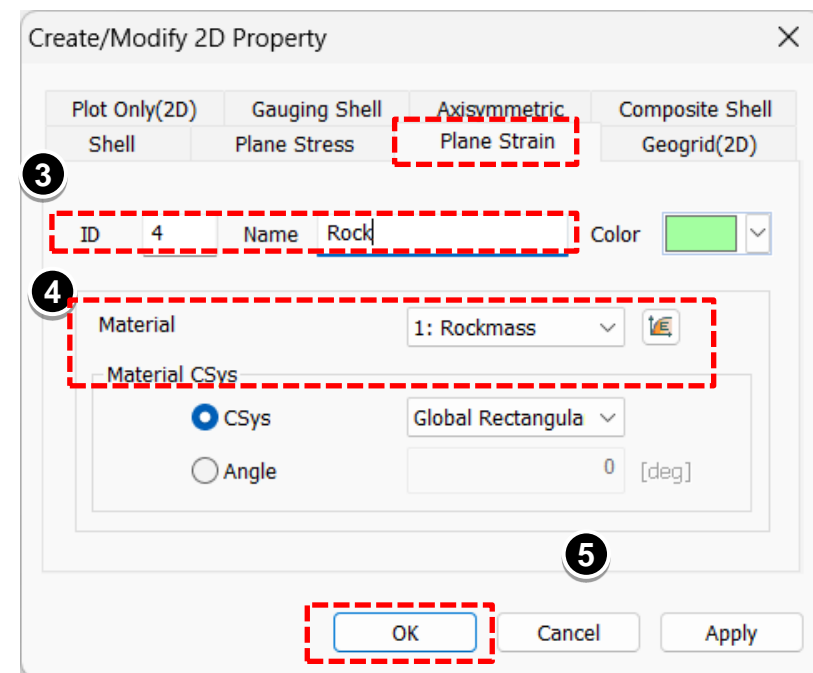 Create/Modify 2D Property
Plot Only(2D) Gauging Shell Axisymmetric Composite Shell
Shell Plane Stress Plane Strain Geogrid(2D)
3
ID 4 Name Rock Color
4
Material 1: Rockmass
Material CSys
CSys Global Rectangula
Angle 0 [deg]
5
OK Cancel Apply